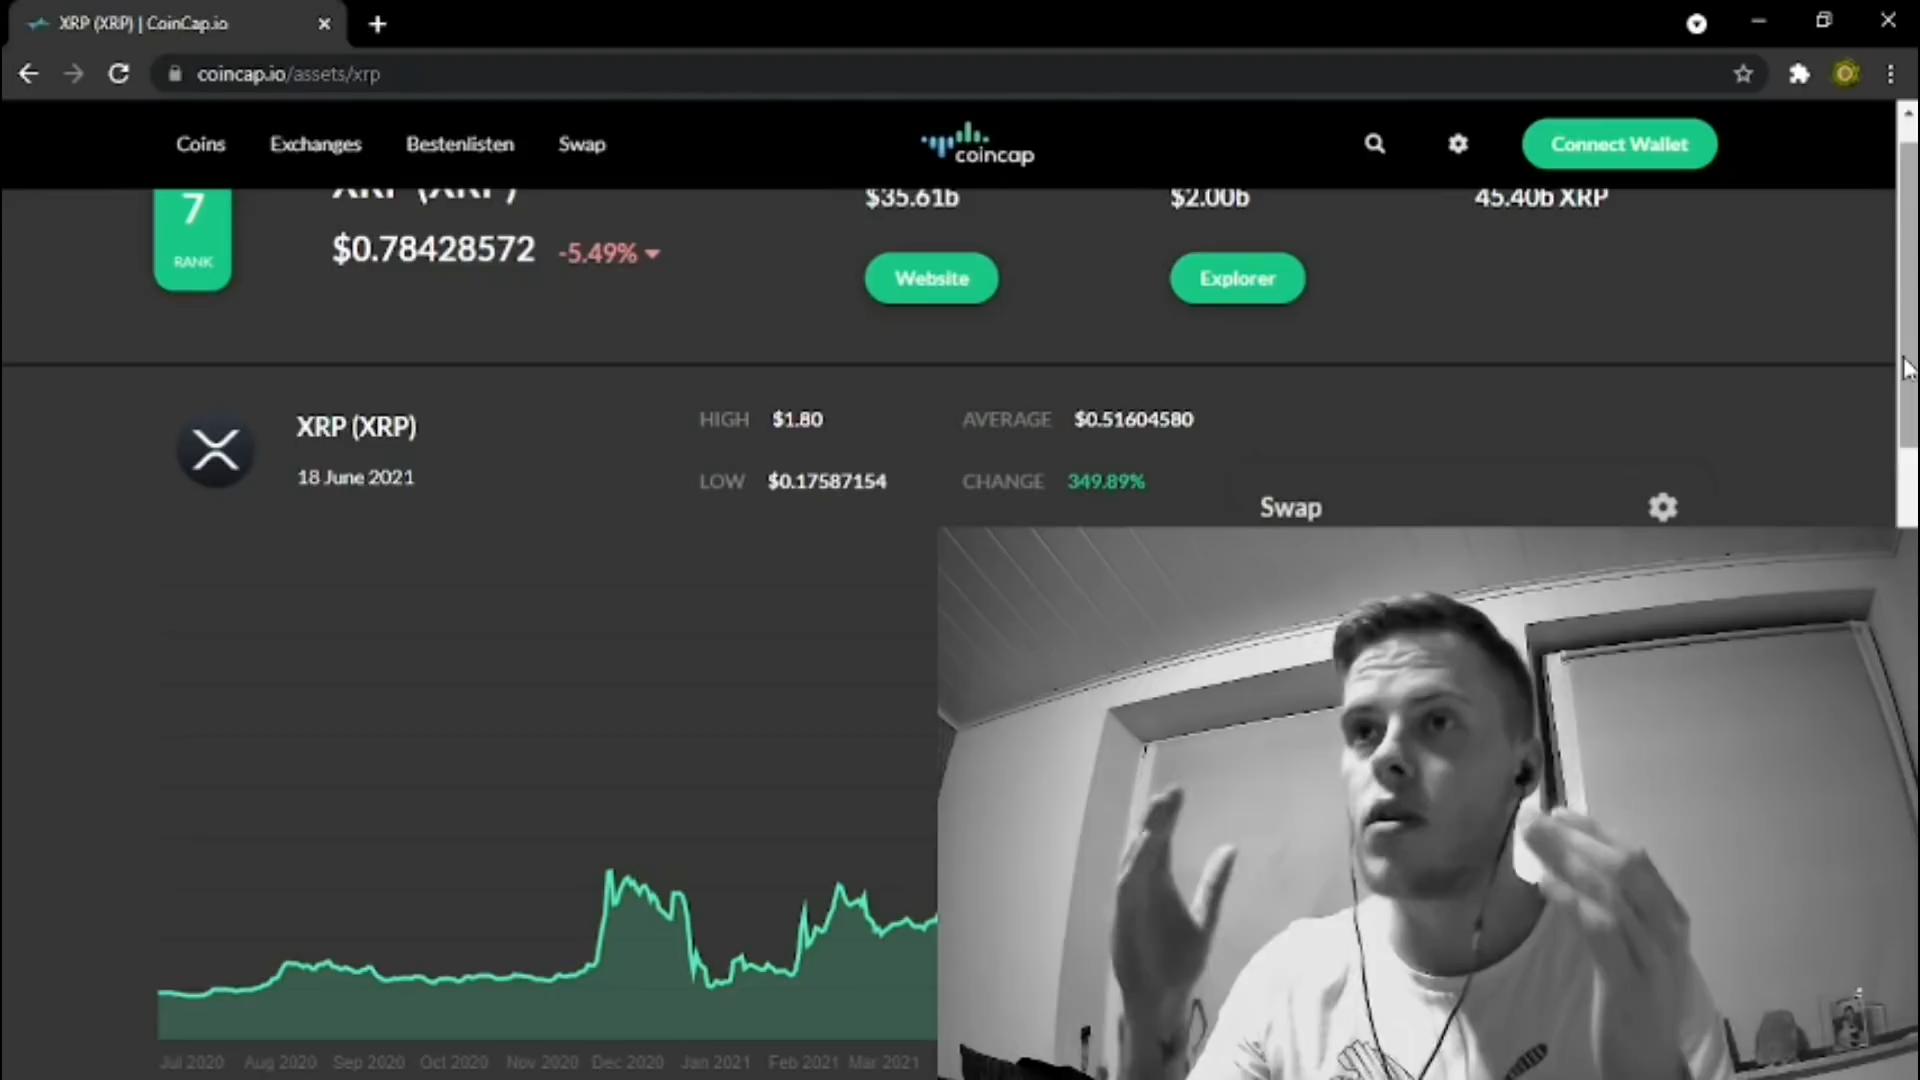 XRP (XRP) | CoinCap.io
coincap.io/assets/xrp
Coins Exchanges Bestenlisten Swap coincap Connect Wallet
7 XRP (XRP) $35.61b $2.00b 45.40b XRP
RANK $0.78428572 -5.49% Website Explorer
XRP (XRP) HIGH $1.80 AVERAGE $0.51604580
18 June 2021 LOW $0.17587154 CHANGE 349.89%
Swap
Jul 2020 Aug 2020 Sep 2020 Oct 2020 Nov 2020 Dec 2020 Jan 2021 Feb 2021 Mar 2021